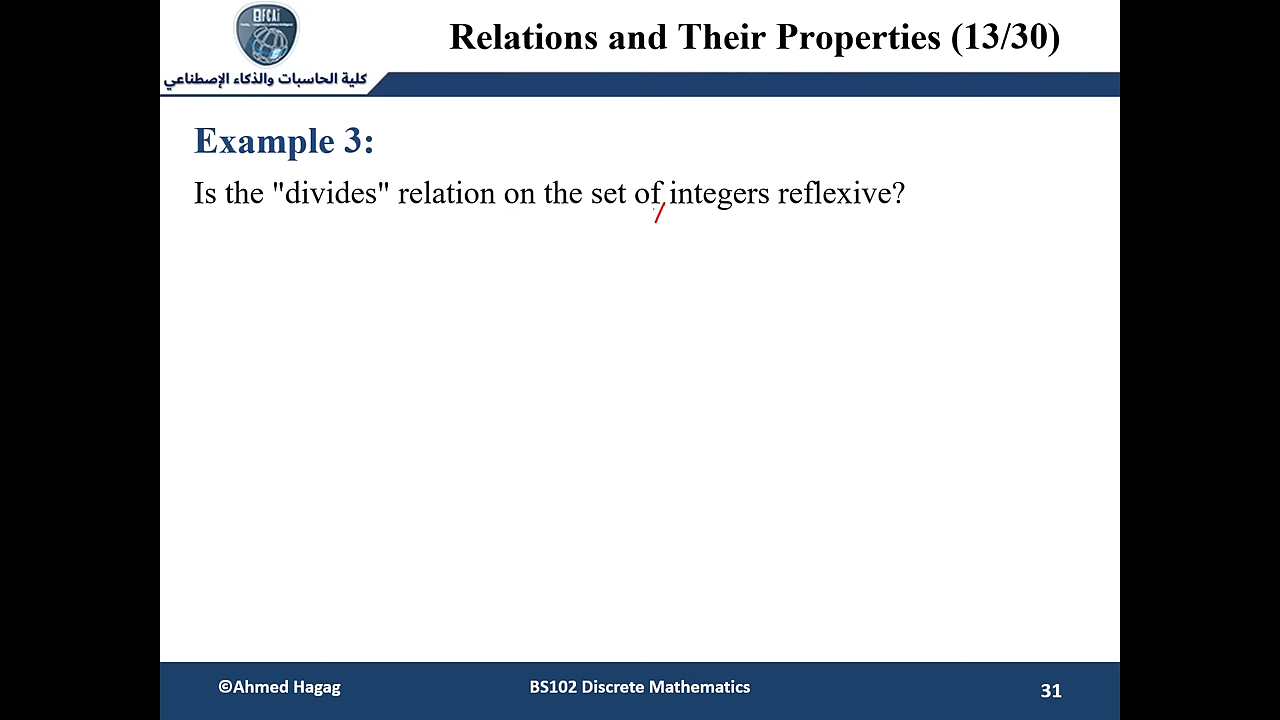 BFCAI
Relations and Their Properties (13/30)
كلية الحاسبات والذكاء الإصطناعي
Example 3:
Is the "divides" relation on the set of integers reflexive?
©Ahmed Hagag
BS102 Discrete Mathematics
31